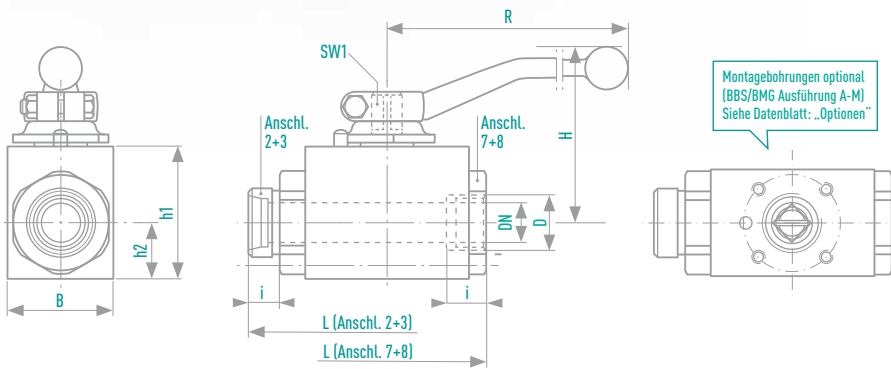 R
SW1
Montagebohrungen optional
(BBS/BMG Ausführung A-M)
Siehe Datenblatt: „Optionen“
Anschl.
2+3
Anschl.
7+8
H
h1
h2
DN
D
B
i
i
L (Anschl. 2+3)
L (Anschl. 7+8)